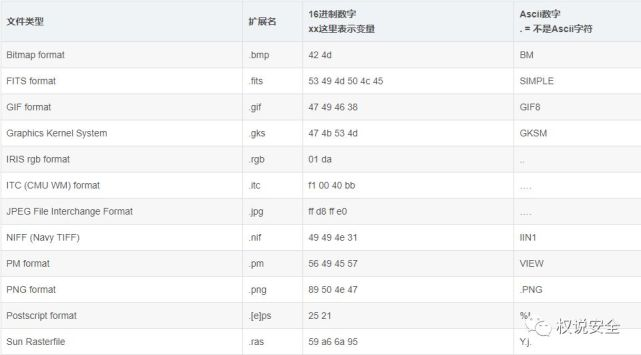 文件类型 扩展名 16进制数字 Ascii数字
xx这里表示变量 . = 不是Ascii字符
Bitmap format .bmp 42 4d BM
FITS format .fits 53 49 4d 50 4c 45 SIMPLE
GIF format .gif 47 49 46 38 GIF8
Graphics Kernel System .gks 47 4b 53 4d GKSM
IRIS rgb format .rgb 01 da ..
ITC (CMU WM) format .itc f1 00 40 bb ....
JPEG File Interchange Format .jpg ff d8 ff e0 ....
NIFF (Navy TIFF) .nif 49 49 4e 31 IIN1
PM format .pm 56 49 45 57 VIEW
PNG format .png 89 50 4e 47 .PNG
Postscript format .[e]ps 25 21 %!
Sun Rasterfile .ras 59 a6 6a 95 Y.j.
权说安全